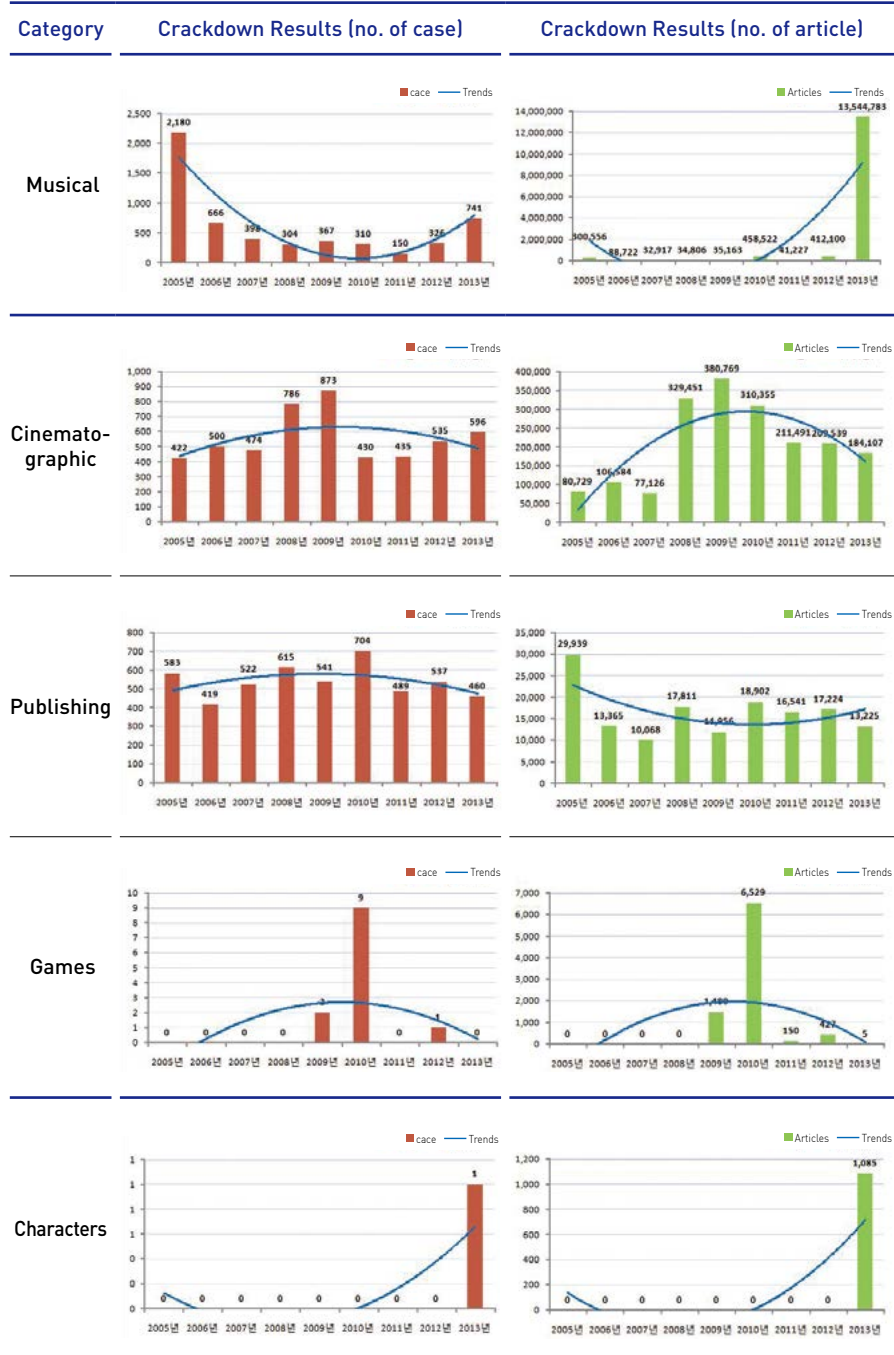 Category Crackdown Results (no. of case) Crackdown Results (no. of article)
Musical
cace Trends
2,500
2,000
1,500
1,000
500
0
2,180 666 398 304 367 310 150 326 741
2005년 2006년 2007년 2008년 2009년 2010년 2011년 2012년 2013년
Articles Trends
14,000,000
12,000,000
10,000,000
8,000,000
6,000,000
4,000,000
2,000,000
0
300,556 88,722 32,917 34,806 35,163 458,522 41,227 412,100 13,544,783
2005년 2006년 2007년 2008년 2009년 2010년 2011년 2012년 2013년
Cinemato-
graphic
cace Trends
1,000
900
800
700
600
500
400
300
200
100
0
422 500 474 786 873 430 435 535 596
2005년 2006년 2007년 2008년 2009년 2010년 2011년 2012년 2013년
Articles Trends
400,000
350,000
300,000
250,000
200,000
150,000
100,000
50,000
0
80,729 106,584 77,126 329,451 380,769 310,355 211,491 209,539 184,107
2005년 2006년 2007년 2008년 2009년 2010년 2011년 2012년 2013년
Publishing
cace Trends
800
700
600
500
400
300
200
100
0
583 419 522 615 541 704 489 537 460
2005년 2006년 2007년 2008년 2009년 2010년 2011년 2012년 2013년
Articles Trends
35,000
30,000
25,000
20,000
15,000
10,000
5,000
0
29,939 13,365 10,068 17,811 18,902 16,541 17,224 13,225
2005년 2006년 2007년 2008년 2009년 2010년 2011년 2012년 2013년
Games
cace Trends
10
9
8
7
6
5
4
3
2
1
0
0 0 0 0 2 9 0 1 0
2005년 2006년 2007년 2008년 2009년 2010년 2011년 2012년 2013년
Articles Trends
7,000
6,000
5,000
4,000
3,000
2,000
1,000
0
0 0 0 0 6,529 150 427 5
2005년 2006년 2007년 2008년 2009년 2010년 2011년 2012년 2013년
Characters
cace Trends
1
1
1
1
0
0
0
0 0 0 0 0 0 0 0 1
2005년 2006년 2007년 2008년 2009년 2010년 2011년 2012년 2013년
Articles Trends
1,200
1,000
800
600
400
200
0
0 0 0 0 0 0 0 0 1,085
2005년 2006년 2007년 2008년 2009년 2010년 2011년 2012년 2013년